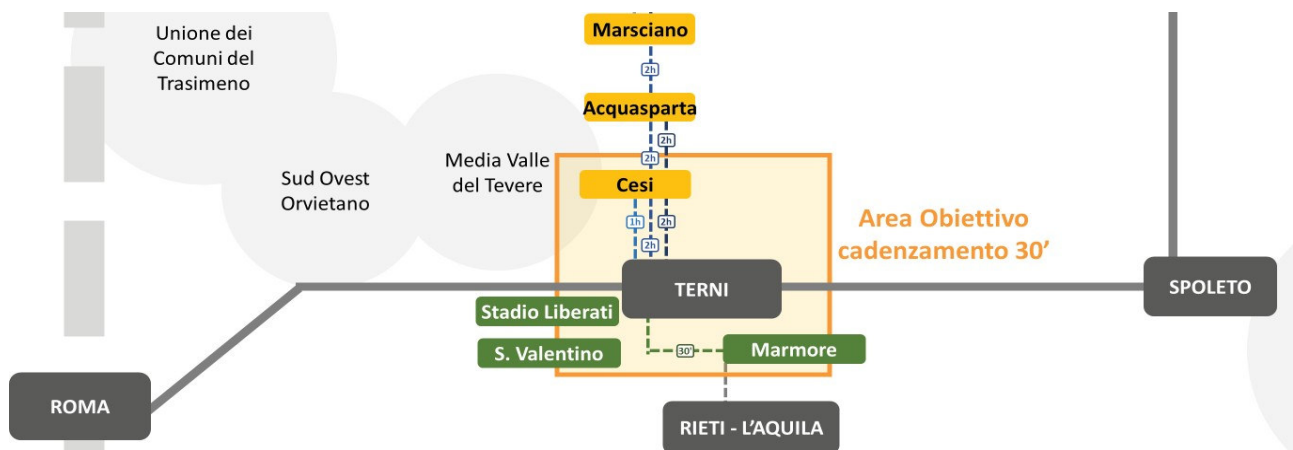 Unione dei
Comuni del
Trasimeno
Marsciano
2h
Acquasparta
2h
2h
Media Valle
del Tevere
Sud Ovest
Orvietano
Cesi
1h
2h
2h
Area Obiettivo
cadenzamento 30’
TERNI
SPOLETO
Stadio Liberati
S. Valentino
30'
Marmore
ROMA
RIETI - L’AQUILA